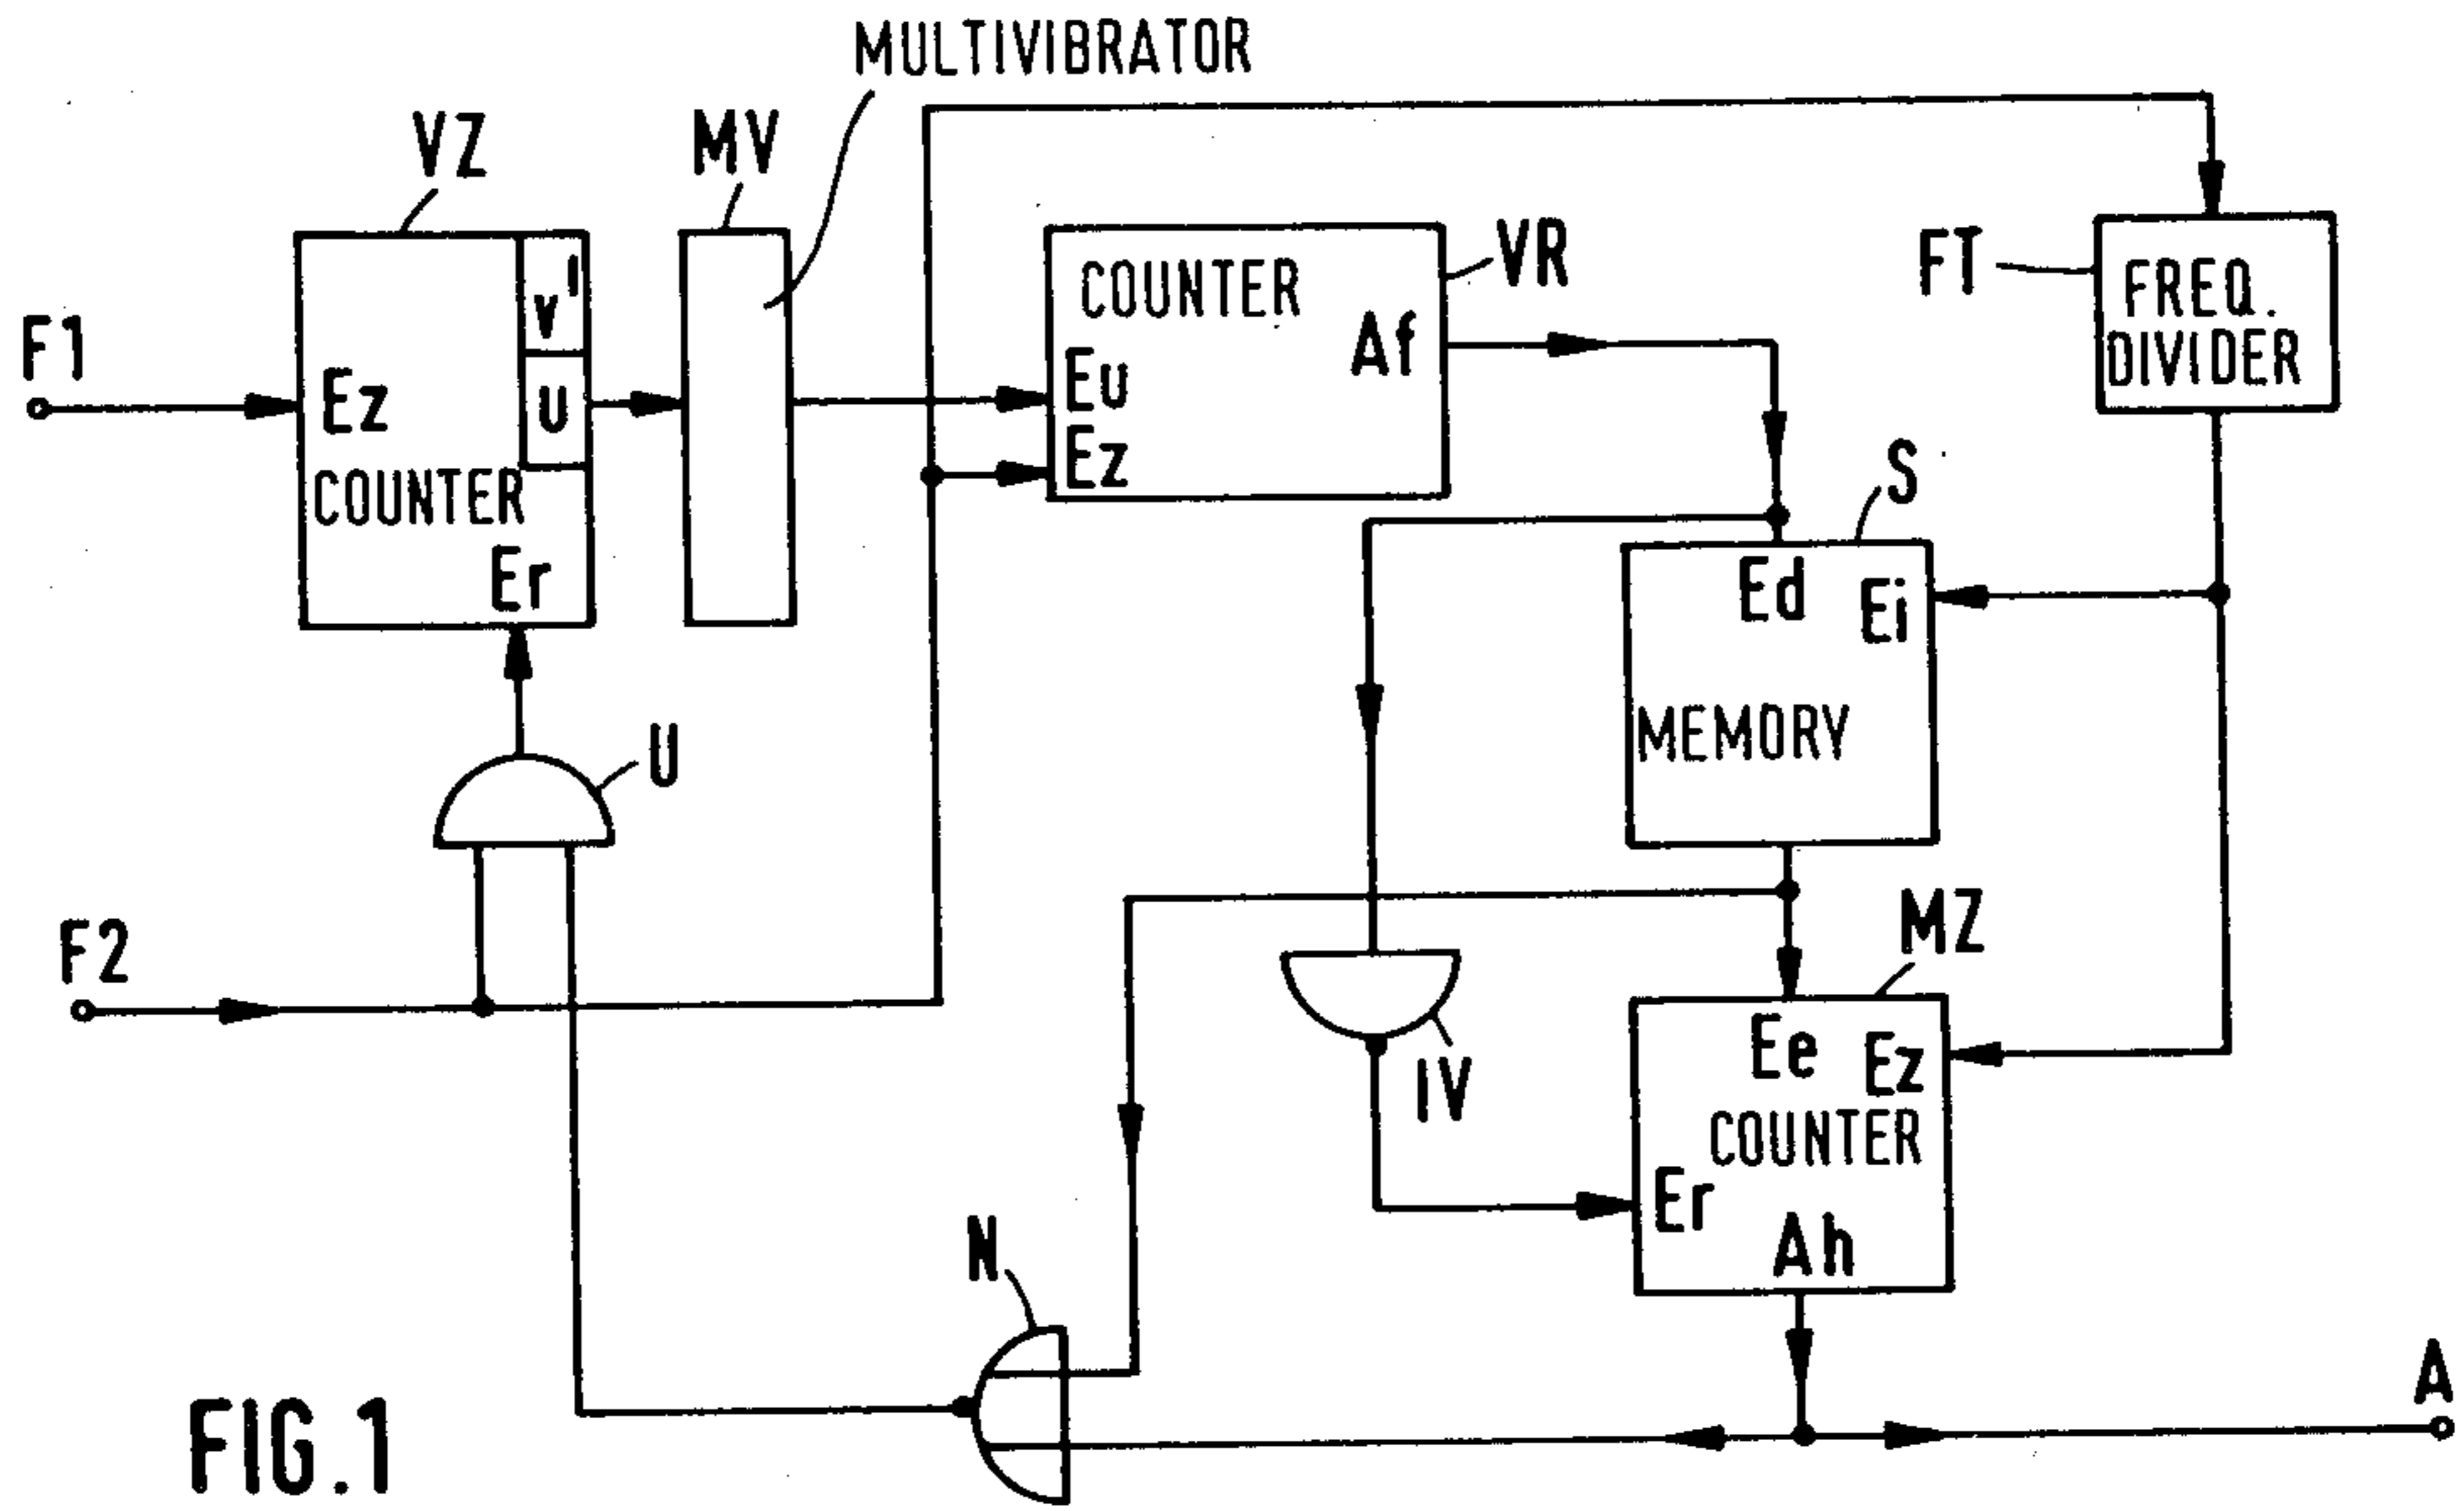 MULTIVIBRATOR
VZ
MV
F1
Ez
COUNTER
v'
U
Er
COUNTER
VR
Af
Eu
Ez
FT
FREQ.
DIVIDER
S
Ed
Ei
MEMORY
U
F2
MZ
Ee
Ez
COUNTER
Er
Ah
IV
N
A
FIG.1